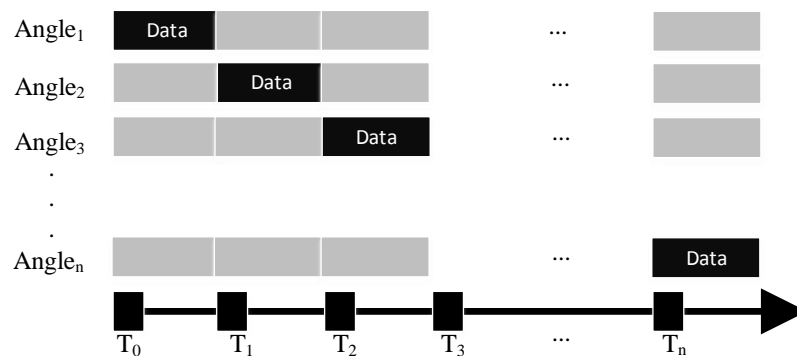 Angle₁ Data ...
Angle₂ Data ...
Angle₃ Data ...
.
.
.
Angleₙ ... Data
T₀ T₁ T₂ T₃ ... Tₙ